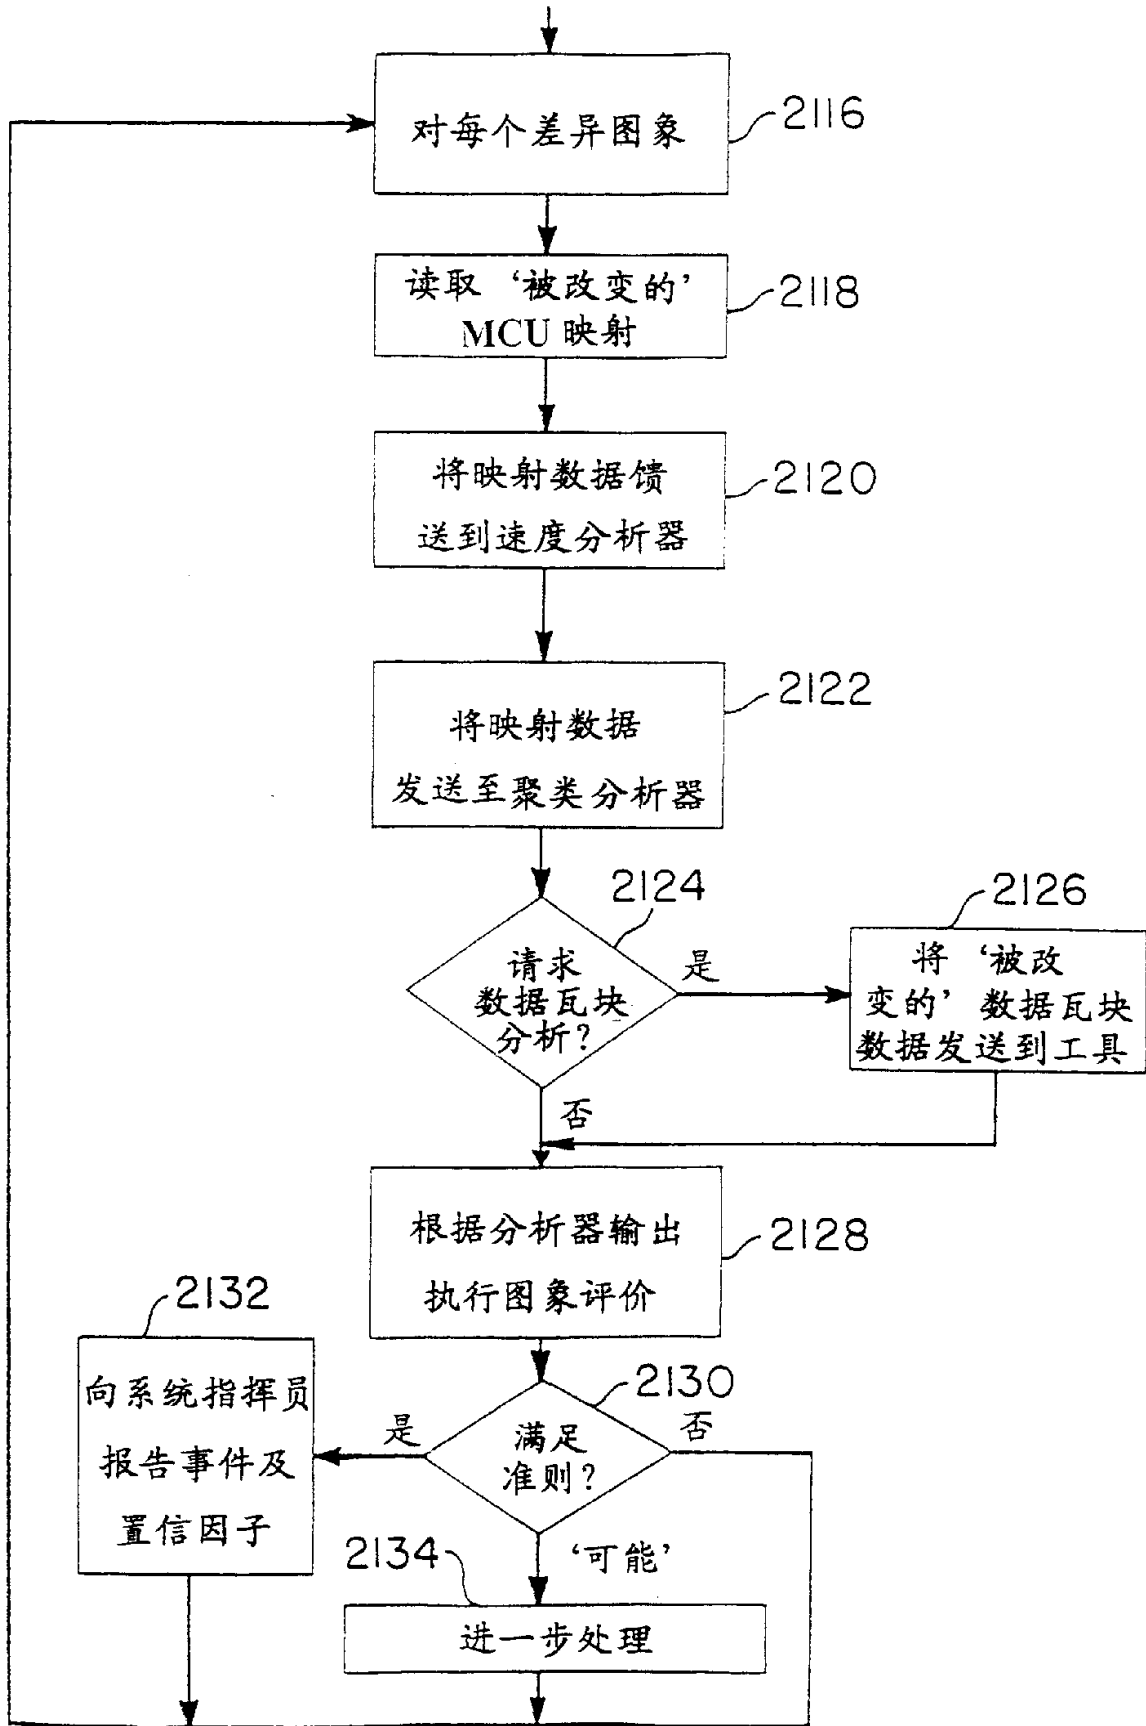 对每个差异图象
2116
读取‘被改变的’
MCU 映射
2118
将映射数据馈
送到速度分析器
2120
将映射数据
发送至聚类分析器
2122
2124
请求
数据瓦块
分析?
是
否
2126
将‘被改
变的’数据瓦块
数据发送到工具
根据分析器输出
执行图象评价
2128
2130
满足
准则?
是
否
‘可能’
2132
向系统指挥员
报告事件及
置信因子
2134
进一步处理